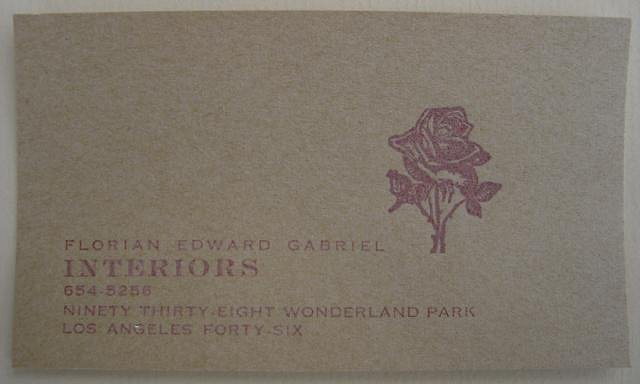 FLORIAN EDWARD GABRIEL
INTERIORS
654-5256
NINETY THIRTY-EIGHT WONDERLAND PARK
LOS ANGELES FORTY-SIX